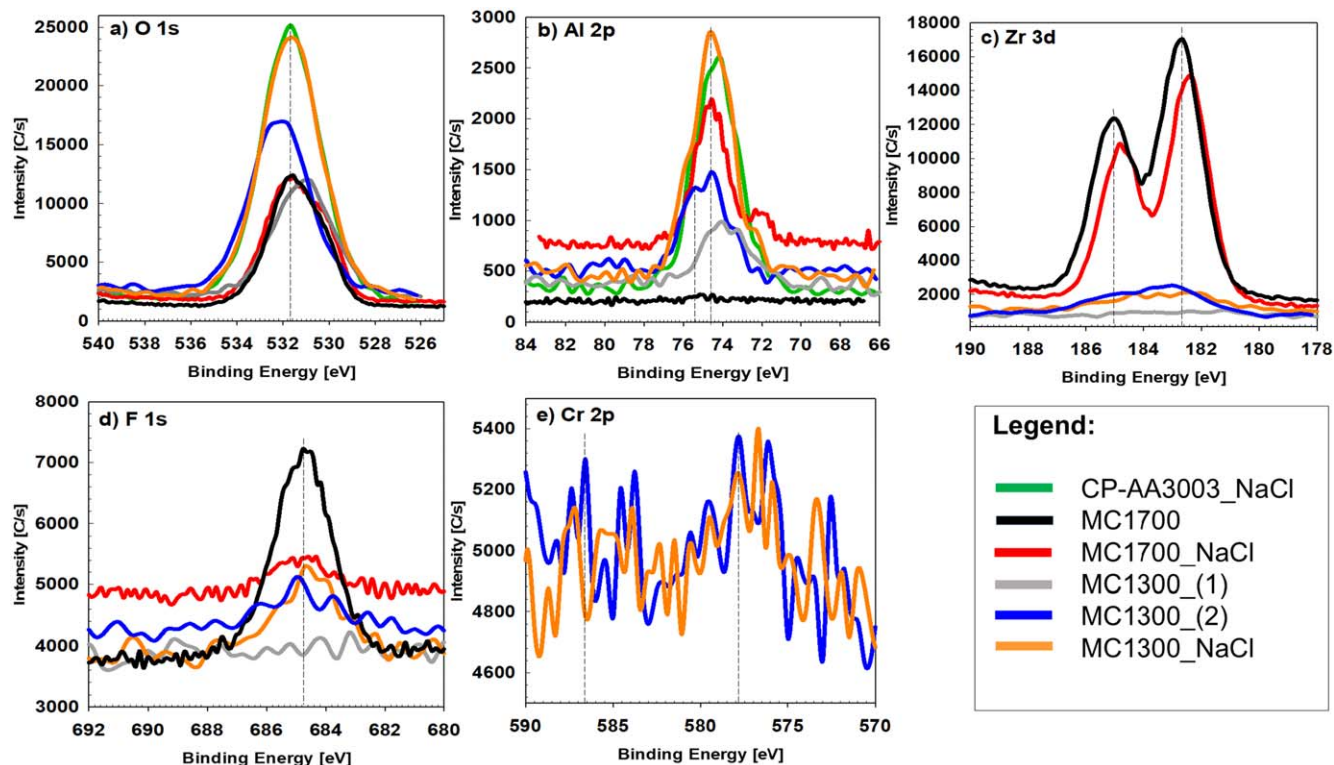 a) O 1s
Intensity [C/s]
25000
20000
15000
10000
5000
0
540 538 536 534 532 530 528 526
Binding Energy [eV]
b) Al 2p
Intensity [C/s]
3000
2500
2000
1500
1000
500
0
84 82 80 78 76 74 72 70 68 66
Binding Energy [eV]
c) Zr 3d
Intensity [C/s]
18000
16000
14000
12000
10000
8000
6000
4000
2000
0
190 188 186 184 182 180 178
Binding Energy [eV]
d) F 1s
Intensity [C/s]
8000
7000
6000
5000
4000
3000
692 690 688 686 684 682 680
Binding Energy [eV]
e) Cr 2p
Intensity [C/s]
5400
5200
5000
4800
4600
590 585 580 575 570
Binding Energy [eV]
Legend:
CP-AA3003_NaCl
MC1700
MC1700_NaCl
MC1300_(1)
MC1300_(2)
MC1300_NaCl